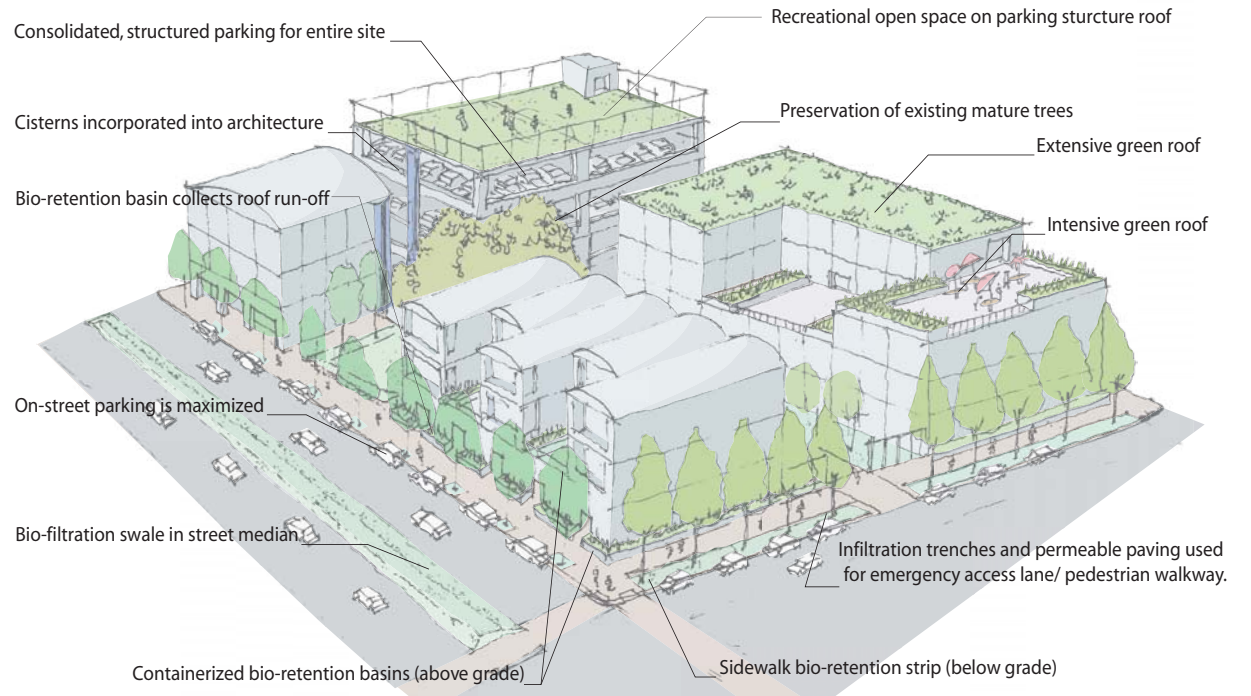 Consolidated, structured parking for entire site
Recreational open space on parking sturcture roof
Cisterns incorporated into architecture
Preservation of existing mature trees
Extensive green roof
Bio-retention basin collects roof run-off
Intensive green roof
On-street parking is maximized
Bio-filtration swale in street median
Infiltration trenches and permeable paving used
for emergency access lane/ pedestrian walkway.
Containerized bio-retention basins (above grade)
Sidewalk bio-retention strip (below grade)